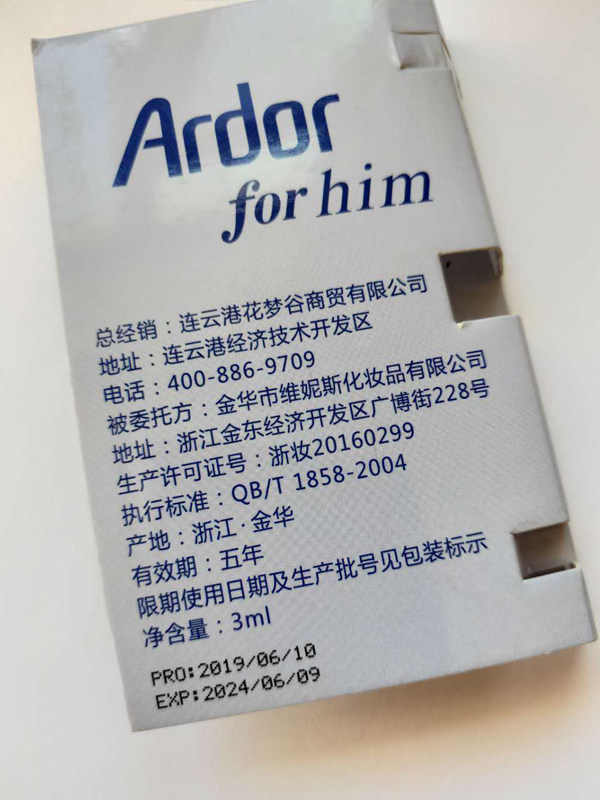 Ardor
for him
总经销：连云港花梦谷商贸有限公司
地址：连云港经济技术开发区
电话：400-886-9709
被委托方：金华市维妮斯化妆品有限公司
地址：浙江金东经济开发区广博街228号
生产许可证号：浙妆20160299
执行标准：QB/T 1858-2004
产地：浙江·金华
有效期：五年
限期使用日期及生产批号见包装标示
净含量：3ml
PRO:2019/06/10
EXP:2024/06/09